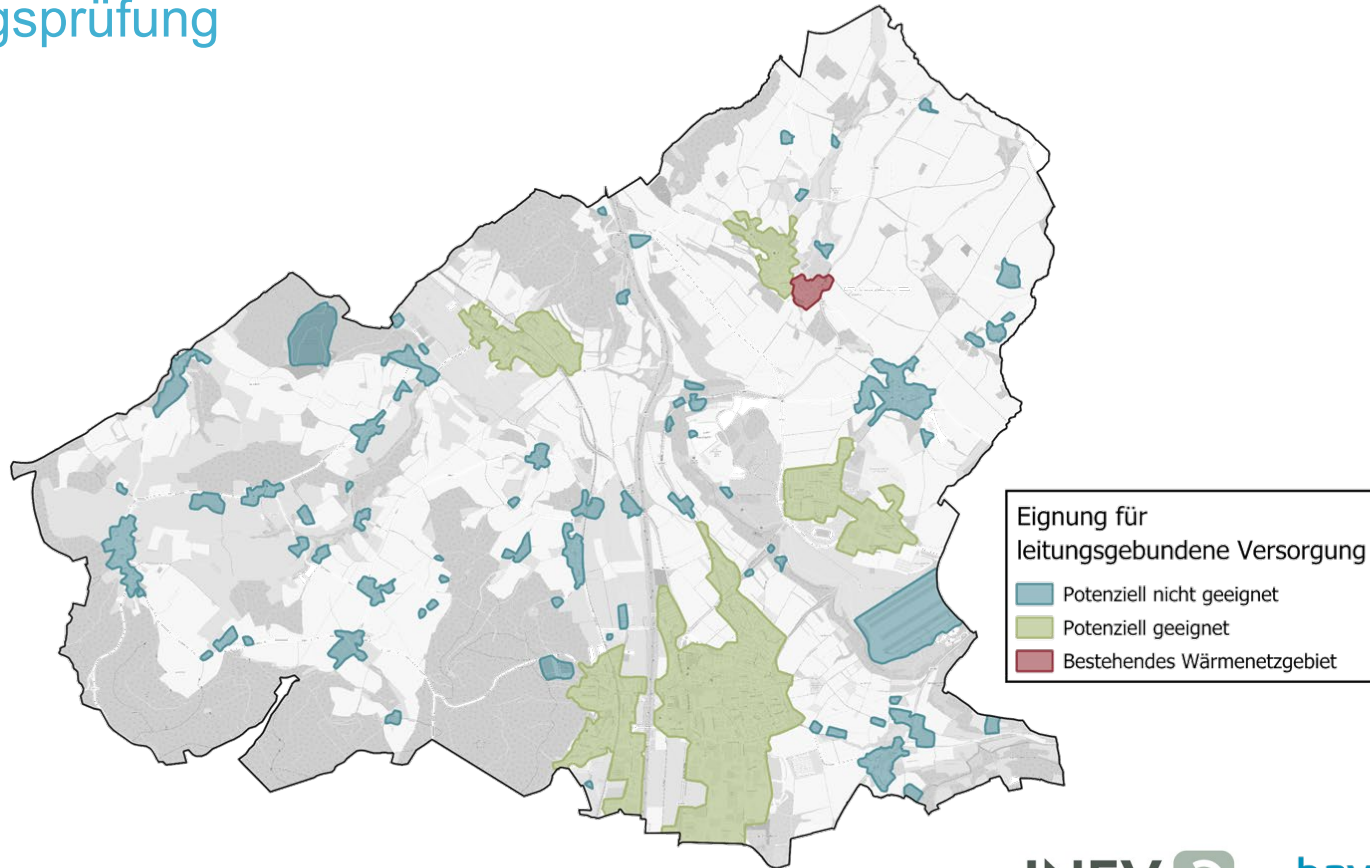 gsprüfung
Eignung für
leitungsgebundene Versorgung
Potenziell nicht geeignet
Potenziell geeignet
Bestehendes Wärmenetzgebiet